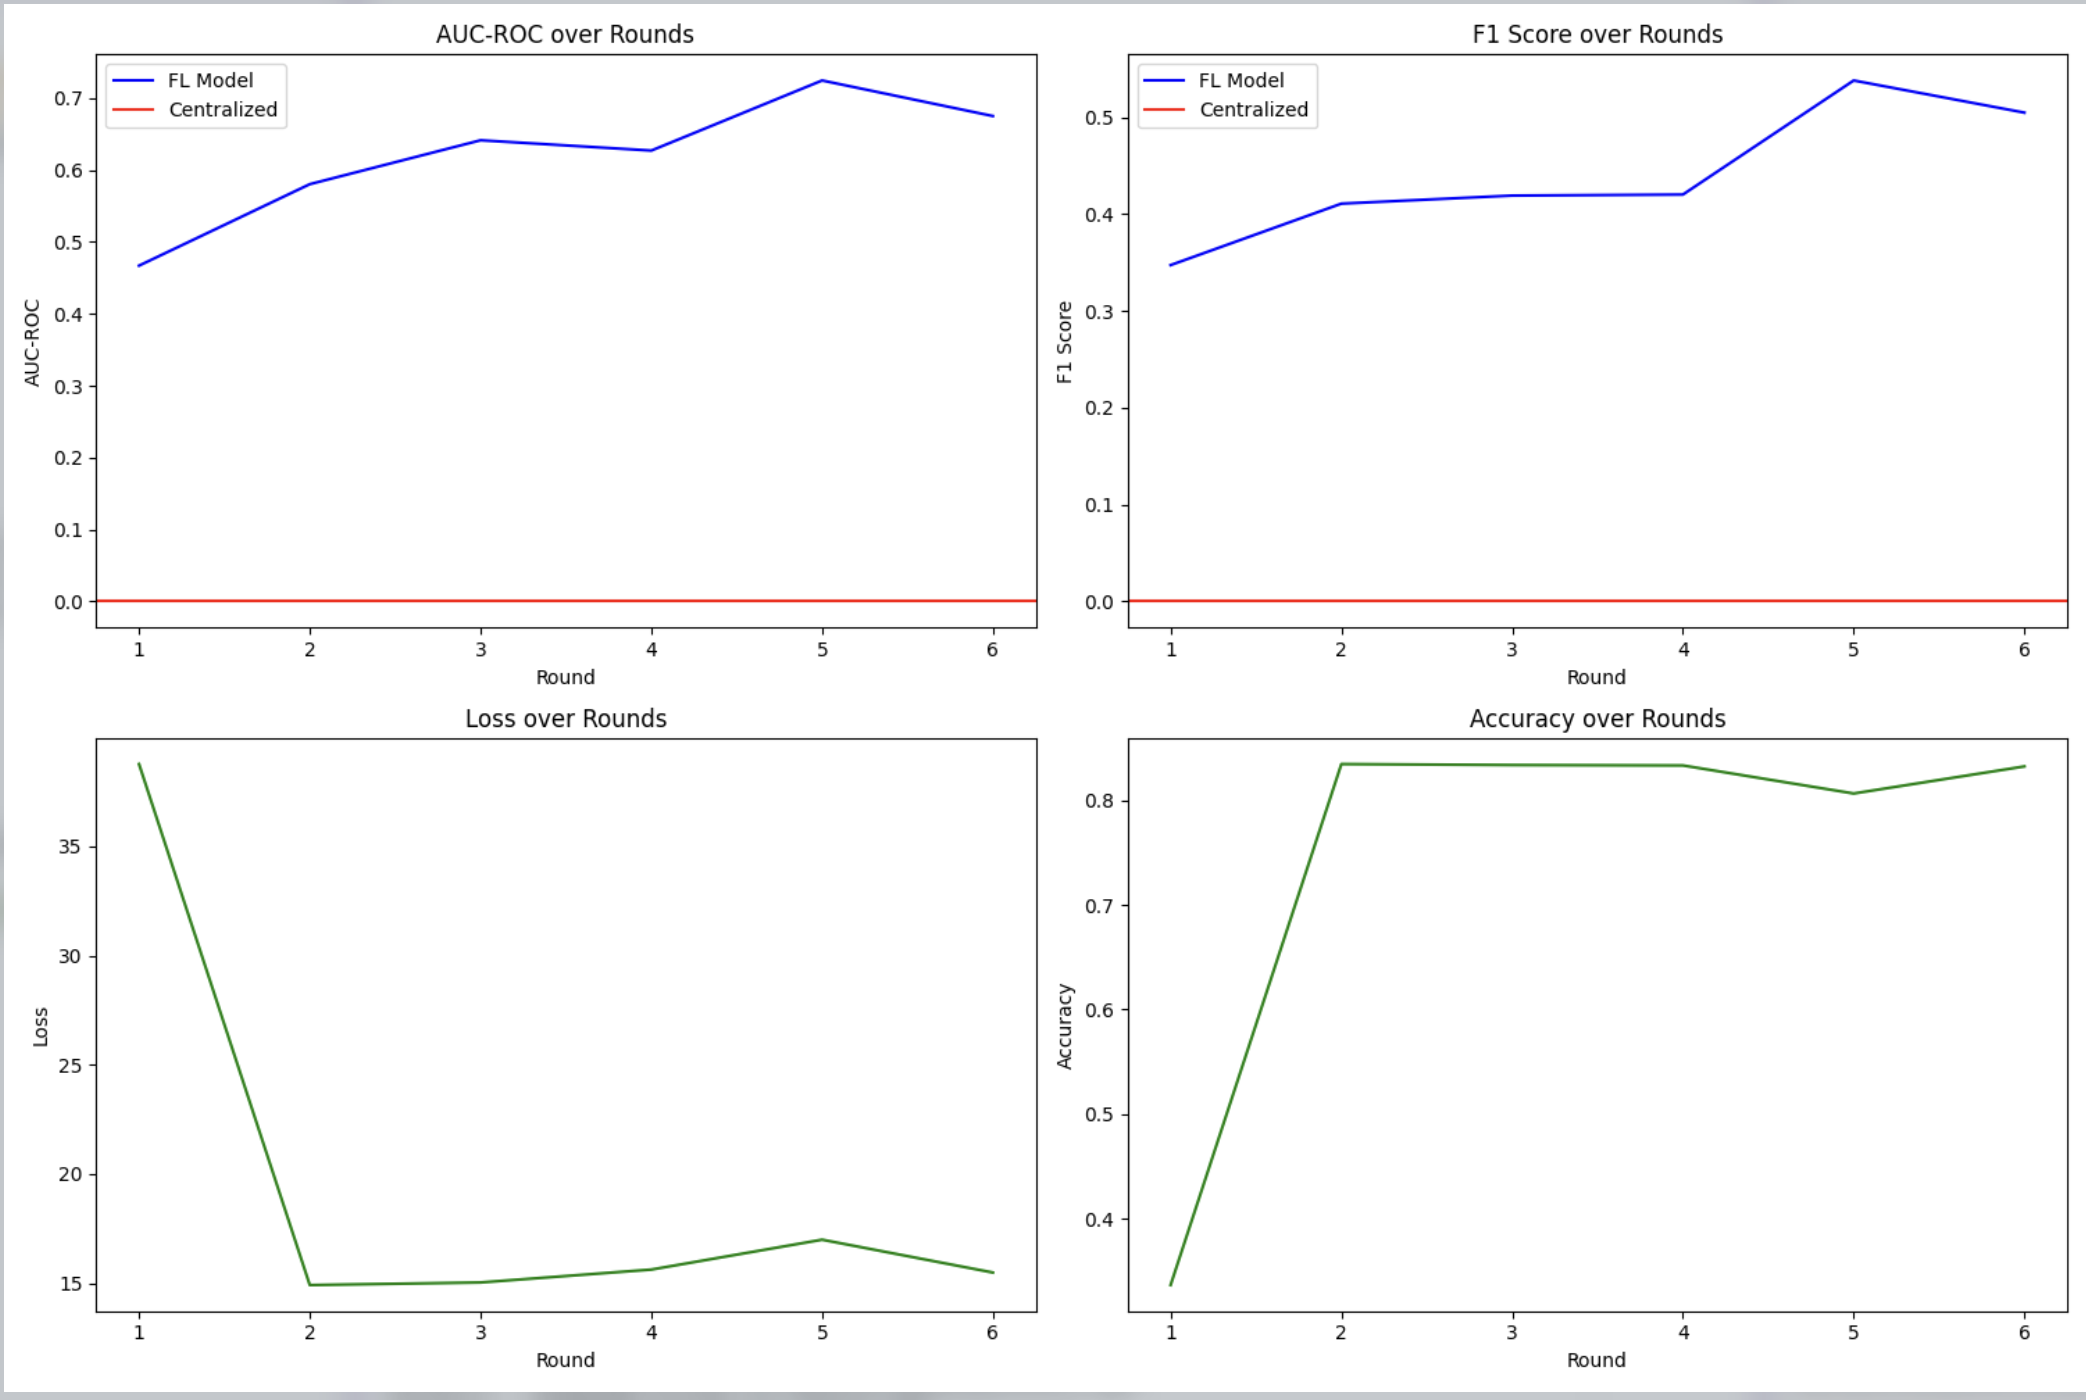 AUC-ROC over Rounds
FL Model
Centralized
0.7
0.6
0.5
0.4
0.3
0.2
0.1
0.0
AUC-ROC
1 2 3 4 5 6
Round
F1 Score over Rounds
FL Model
Centralized
0.5
0.4
0.3
0.2
0.1
0.0
F1 Score
1 2 3 4 5 6
Round
Loss over Rounds
35
30
25
20
15
Loss
1 2 3 4 5 6
Round
Accuracy over Rounds
0.8
0.7
0.6
0.5
0.4
Accuracy
1 2 3 4 5 6
Round